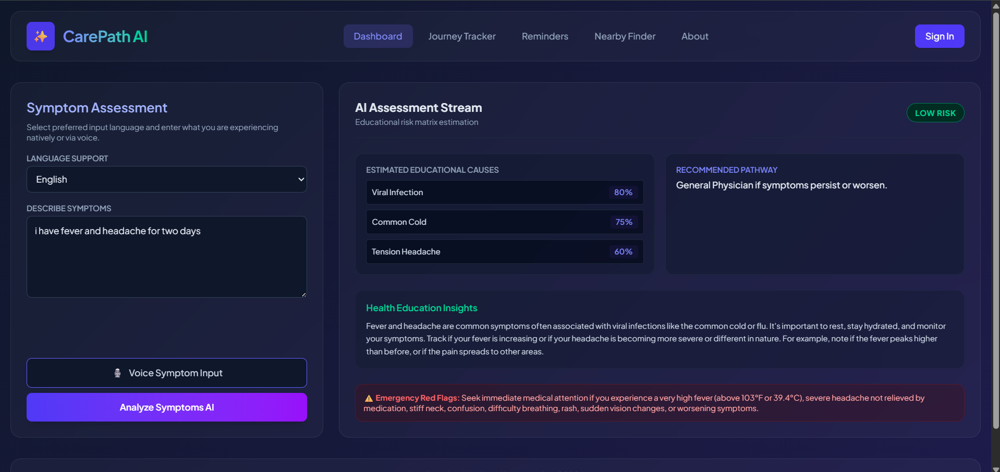 CarePath AI
Dashboard
Journey Tracker
Reminders
Nearby Finder
About
Sign In
Symptom Assessment
Select preferred input language and enter what you are experiencing
natively or via voice.
LANGUAGE SUPPORT
English
DESCRIBE SYMPTOMS
i have fever and headache for two days
Voice Symptom Input
Analyze Symptoms AI
AI Assessment Stream
Educational risk matrix estimation
LOW RISK
ESTIMATED EDUCATIONAL CAUSES
Viral Infection 80%
Common Cold 75%
Tension Headache 60%
RECOMMENDED PATHWAY
General Physician if symptoms persist or worsen.
Health Education Insights
Fever and headache are common symptoms often associated with viral infections like the common cold or flu. It's important to rest, stay hydrated, and monitor
your symptoms. Track if your fever is increasing or if your headache is becoming more severe or different in nature. For example, note if the fever peaks higher
than before, or if the pain spreads to other areas.
⚠️ Emergency Red Flags: Seek immediate medical attention if you experience a very high fever (above 103°F or 39.4°C), severe headache not relieved by
medication, stiff neck, confusion, difficulty breathing, rash, sudden vision changes, or worsening symptoms.